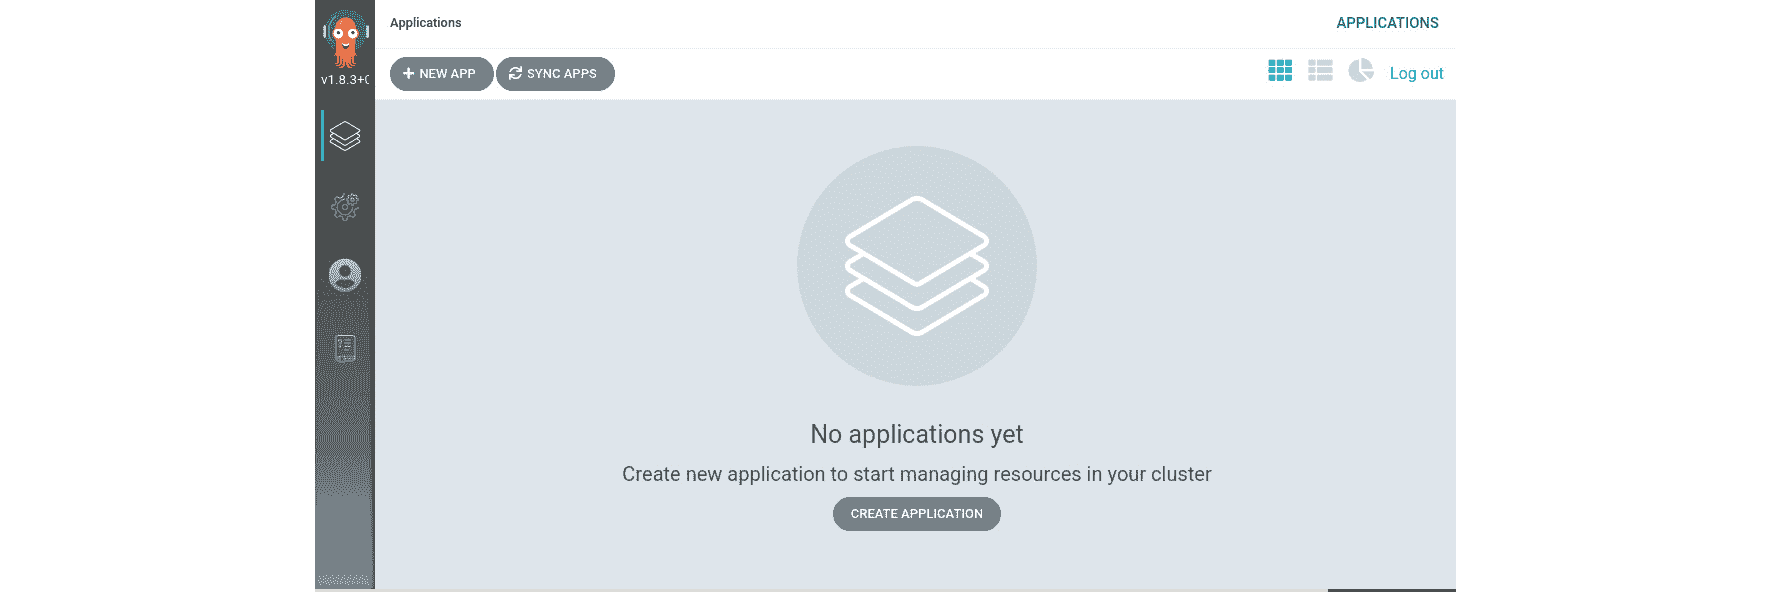 Applications
APPLICATIONS
v1.8.3+0
NEW APP
SYNC APPS
Log out
No applications yet
Create new application to start managing resources in your cluster
CREATE APPLICATION